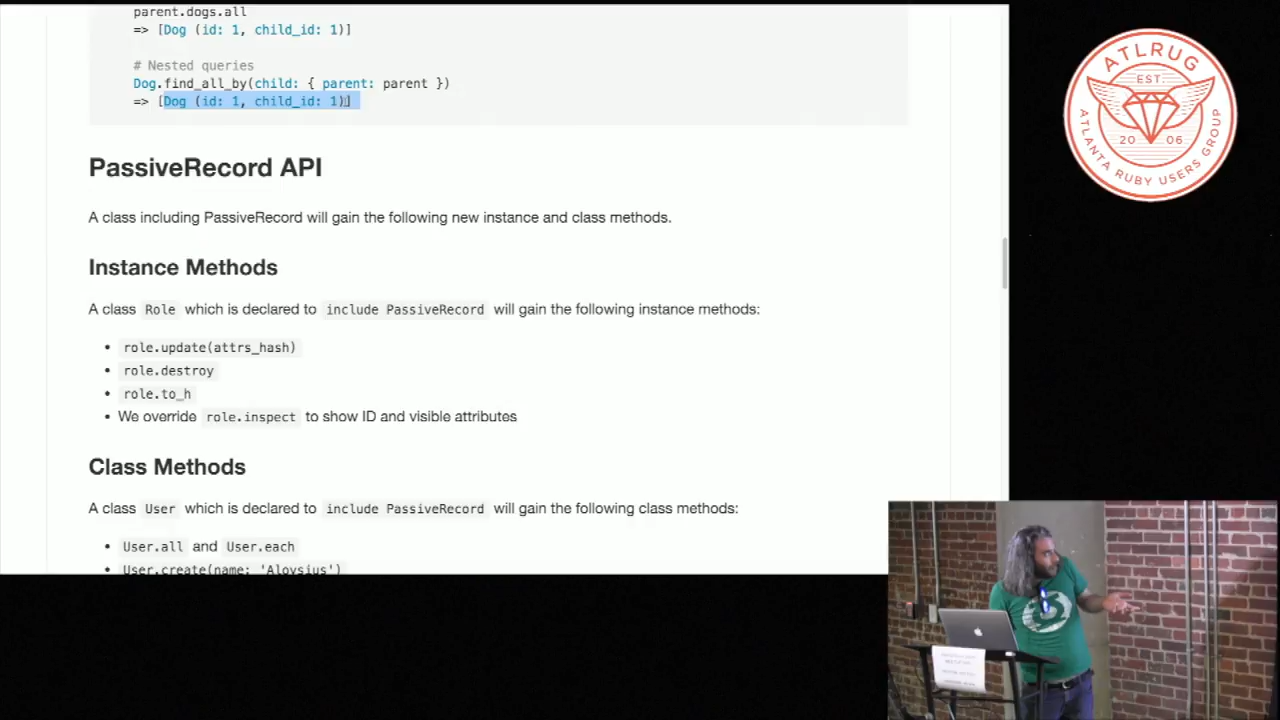 parent.dogs.all
=> [Dog (id: 1, child_id: 1)]
# Nested queries
Dog.find_all_by(child: { parent: parent })
=> [Dog (id: 1, child_id: 1)]
PassiveRecord API
A class including PassiveRecord will gain the following new instance and class methods.
Instance Methods
A class Role which is declared to include PassiveRecord will gain the following instance methods:
• role.update(attrs_hash)
• role.destroy
• role.to_h
• We override role.inspect to show ID and visible attributes
Class Methods
A class User which is declared to include PassiveRecord will gain the following class methods:
• User.all and User.each
• User.create(name: 'Aloysius')
ATLRUG
EST.
20 06
ATLANTA RUBY USERS GROUP